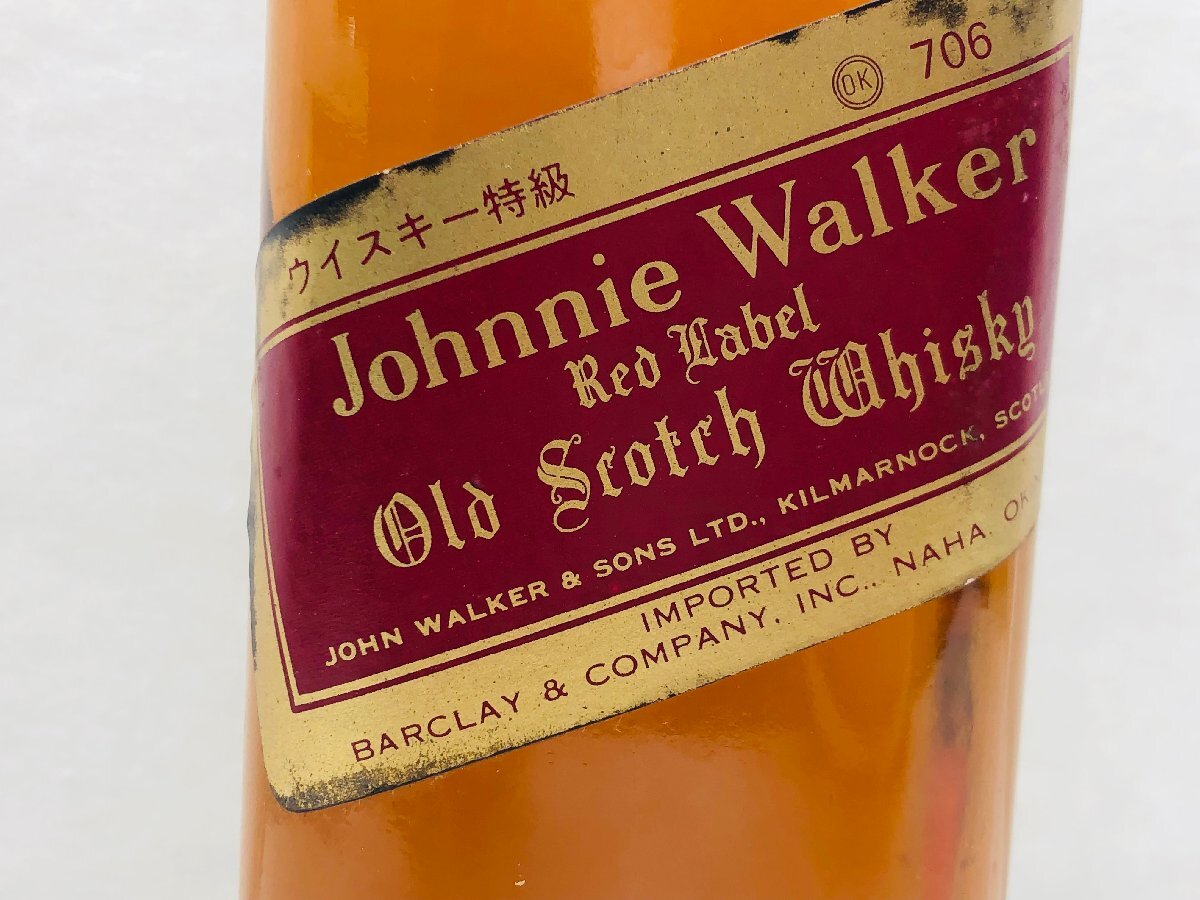 ウイスキー特級
OK 706
Johnnie Walker
Red Label
Old Scotch Whisky
JOHN WALKER & SONS LTD., KILMARNOCK, SCOTL
IMPORTED BY
BARCLAY & COMPANY, INC., NAHA. OK